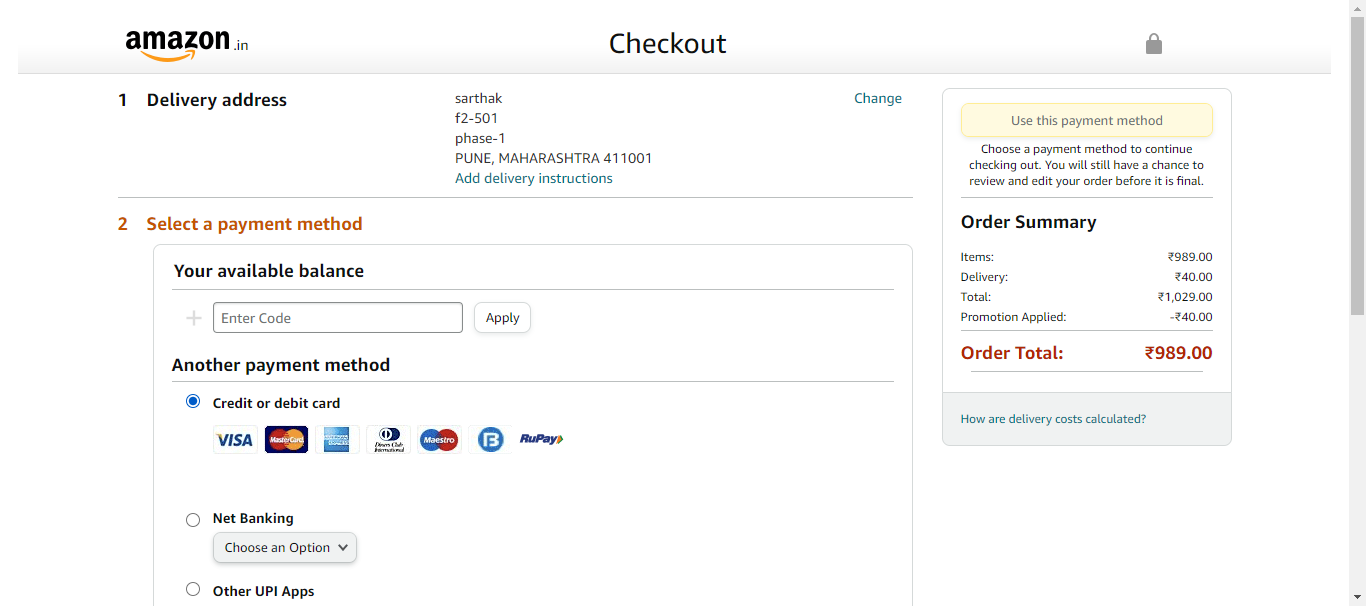 amazon.in
Checkout
1 Delivery address
sarthak
f2-501
phase-1
PUNE, MAHARASHTRA 411001
Add delivery instructions
Change
2 Select a payment method
Your available balance
Enter Code
Apply
Another payment method
Credit or debit card
VISA
MasterCard
AMERICAN EXPRESS
Diners Club
International
Maestro
B
RuPay
Net Banking
Choose an Option
Other UPI Apps
Use this payment method
Choose a payment method to continue
checking out. You will still have a chance to
review and edit your order before it is final.
Order Summary
Items: ₹989.00
Delivery: ₹40.00
Total: ₹1,029.00
Promotion Applied: -₹40.00
Order Total: ₹989.00
How are delivery costs calculated?